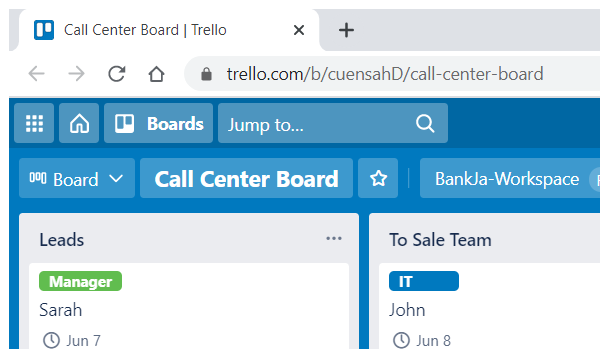 Call Center Board | Trello
trello.com/b/cuensahD/call-center-board
Boards
Jump to...
Board
Call Center Board
BankJa-Workspace
Leads
To Sale Team
Manager
Sarah
Jun 7
IT
John
Jun 8